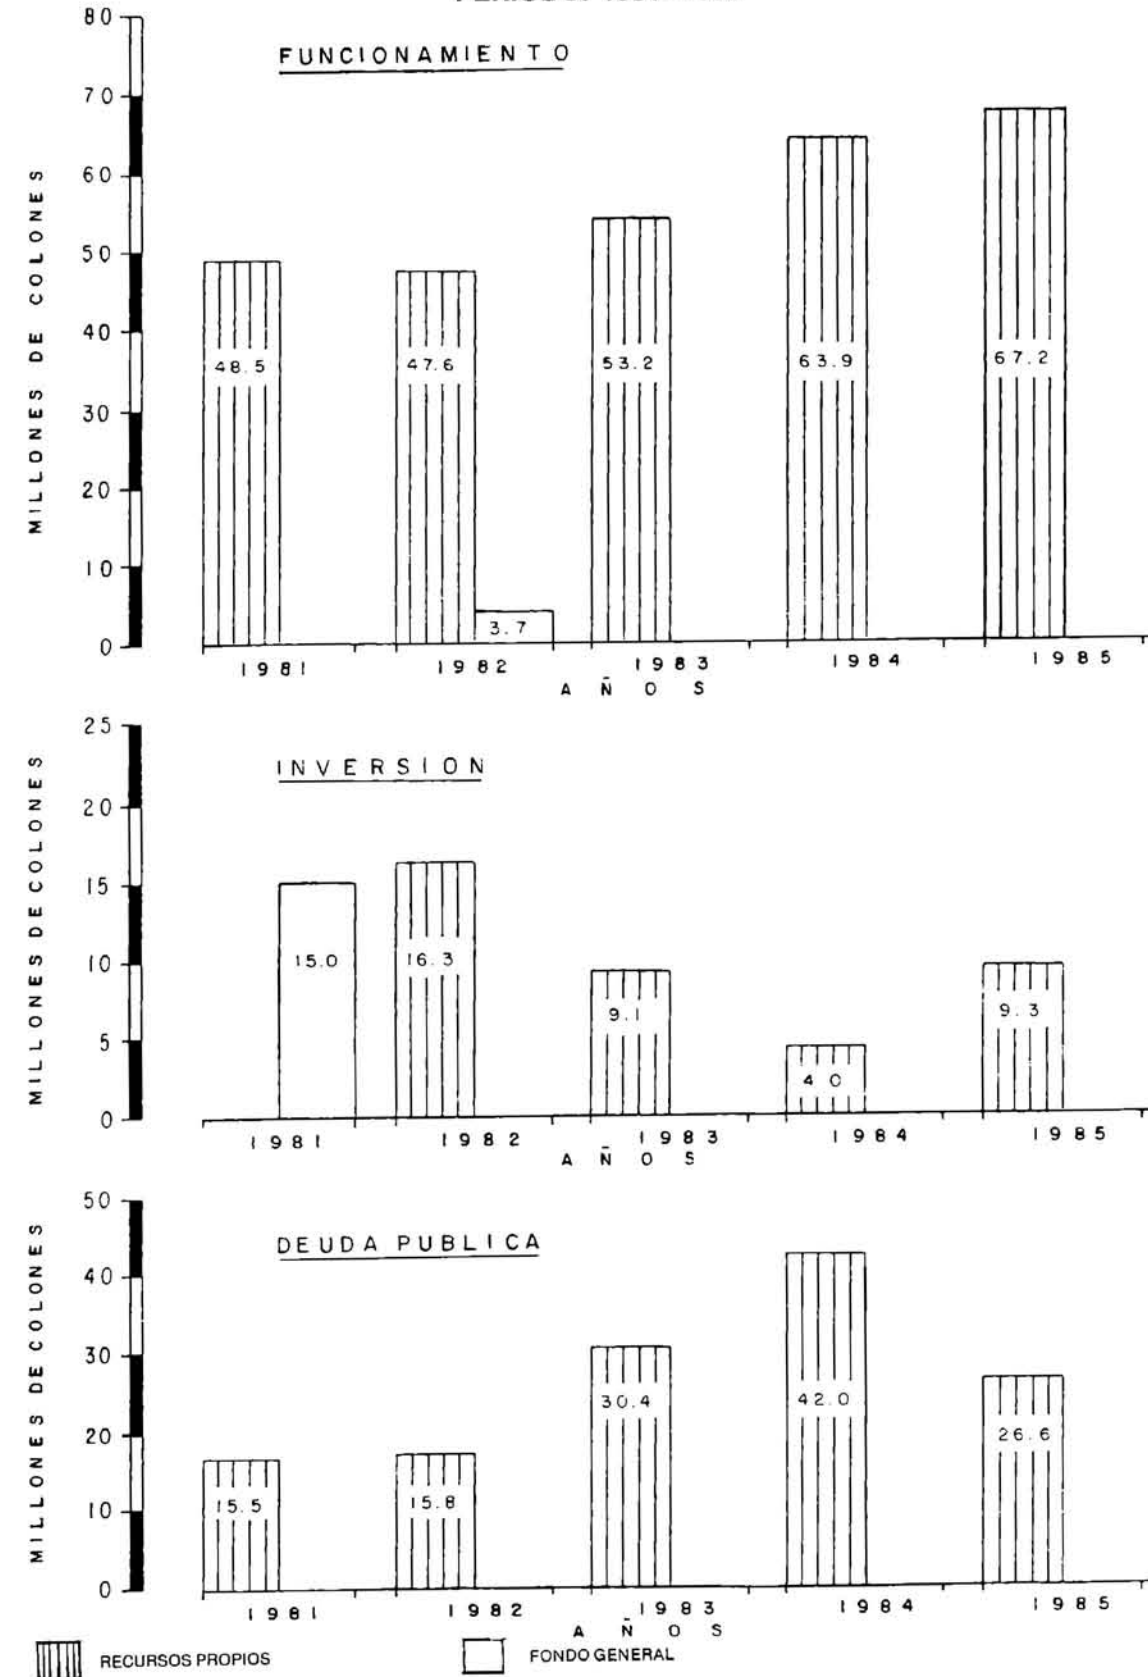 80
FUNCIONAMIENTO
70
60
50
40
30
20
10
0
MILLONES DE COLONES
48.5
47.6
53.2
63.9
67.2
3.7
1981 1982 1983 1984 1985
AÑOS
25
INVERSION
20
15
10
5
0
MILLONES DE COLONES
15.0
16.3
9.1
4 0
9.3
1981 1982 1983 1984 1985
AÑOS
50
DEUDA PUBLICA
40
30
20
10
0
MILLONES DE COLONES
15.5
15.8
30.4
42.0
26.6
1981 1982 1983 1984 1985
AÑOS
RECURSOS PROPIOS FONDO GENERAL